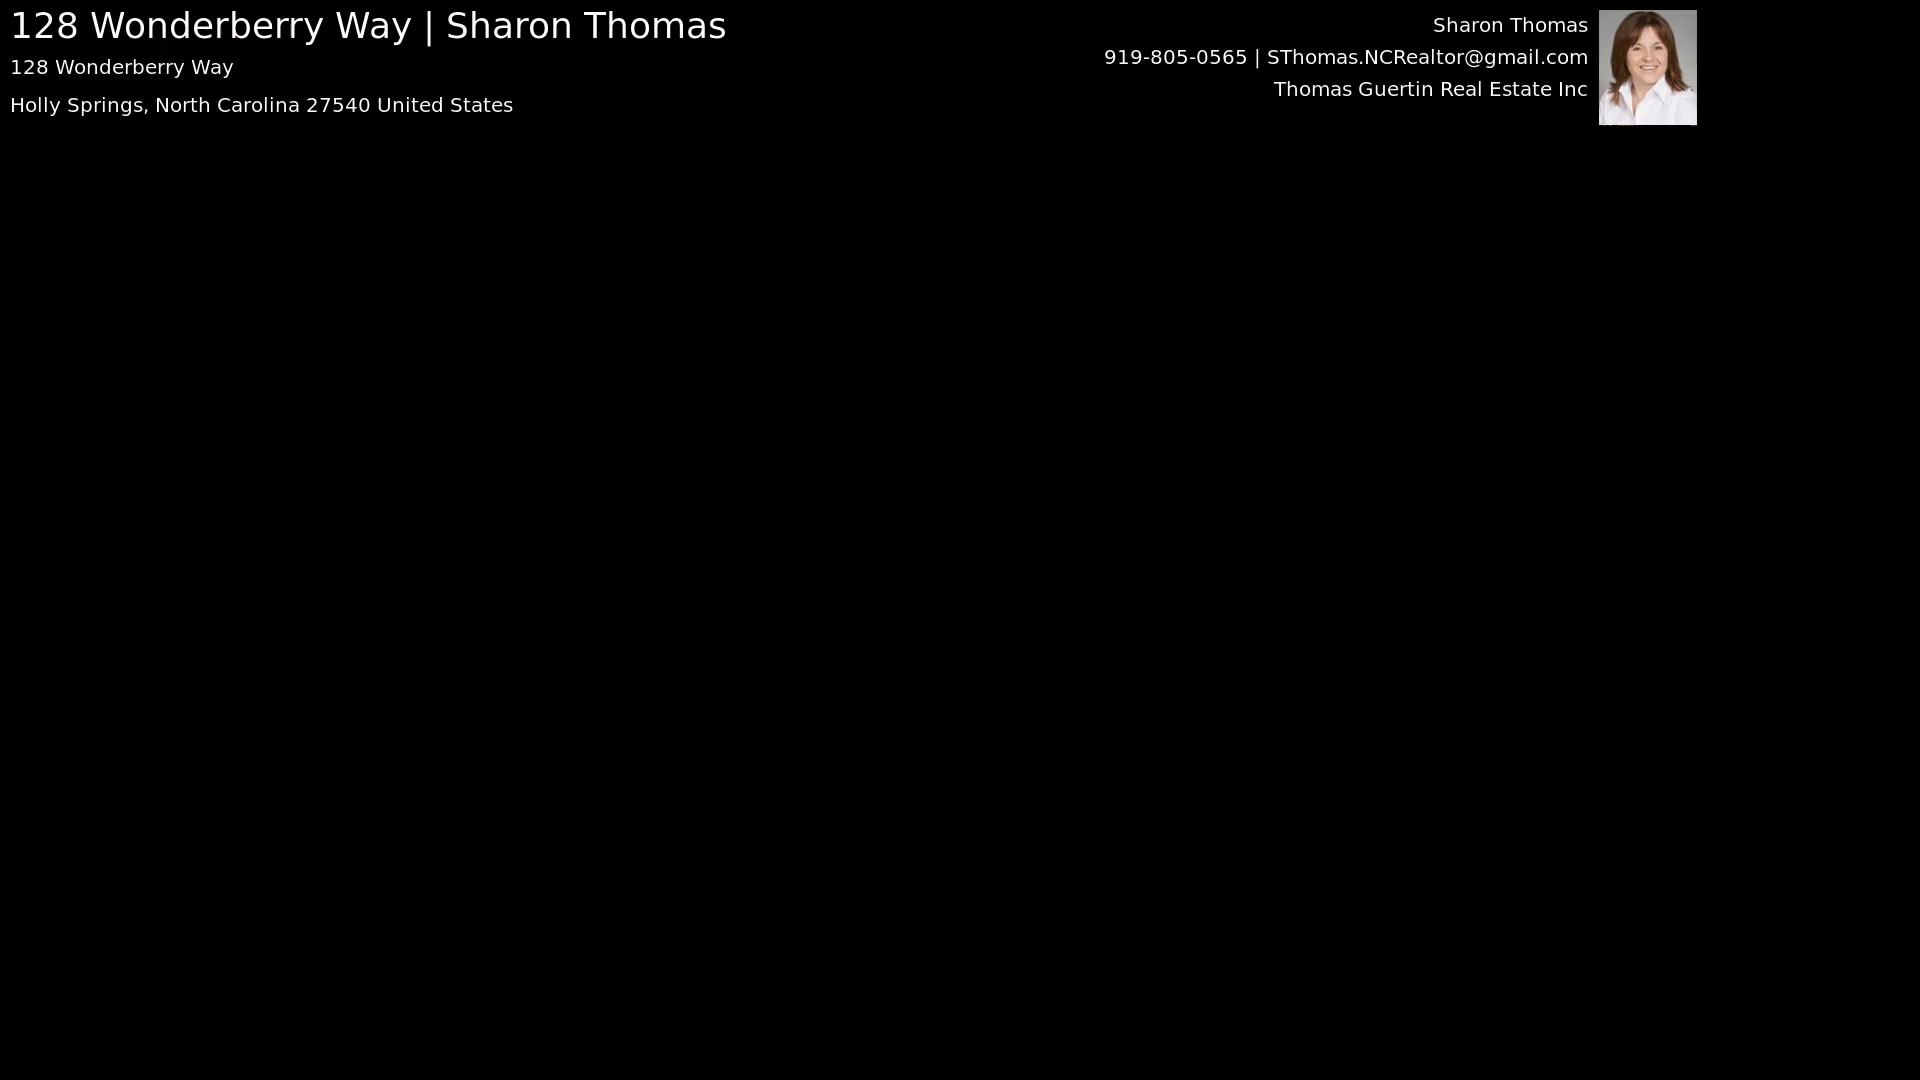 128 Wonderberry Way | Sharon Thomas
128 Wonderberry Way
Holly Springs, North Carolina 27540 United States
Sharon Thomas
919-805-0565 | SThomas.NCRealtor@gmail.com
Thomas Guertin Real Estate Inc